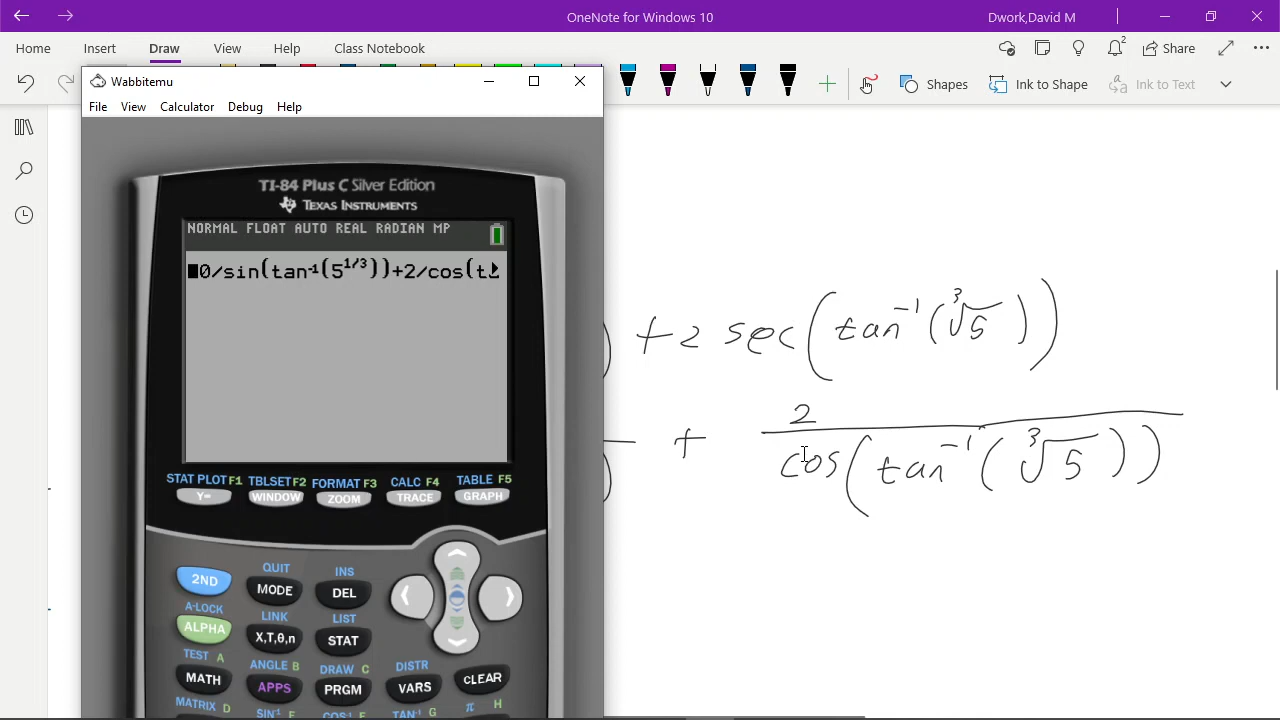 OneNote for Windows 10
Dwork,David M
Home Insert Draw View Help Class Notebook
2
Share
Wabbitemu
Shapes
Ink to Shape
Ink to Text
File View Calculator Debug Help
TI-84 Plus C Silver Edition
TEXAS INSTRUMENTS
NORMAL FLOAT AUTO REAL RADIAN MP
0/sin(tan⁻¹(5^1/3))+2/cos(t
) +2 sec(tan⁻¹(∛5))
) + 2
cos(tan⁻¹(∛5))
STAT PLOT F1 TBLSET F2 FORMAT F3 CALC F4 TABLE F5
Y= WINDOW ZOOM TRACE GRAPH
QUIT INS
2ND MODE DEL
A-LOCK LINK LIST
ALPHA X,T,θ,n STAT
TEST A ANGLE B DRAW C DISTR
MATH APPS PRGM VARS CLEAR
MATRIX D SIN⁻¹ E COS⁻¹ F TAN⁻¹ G π H